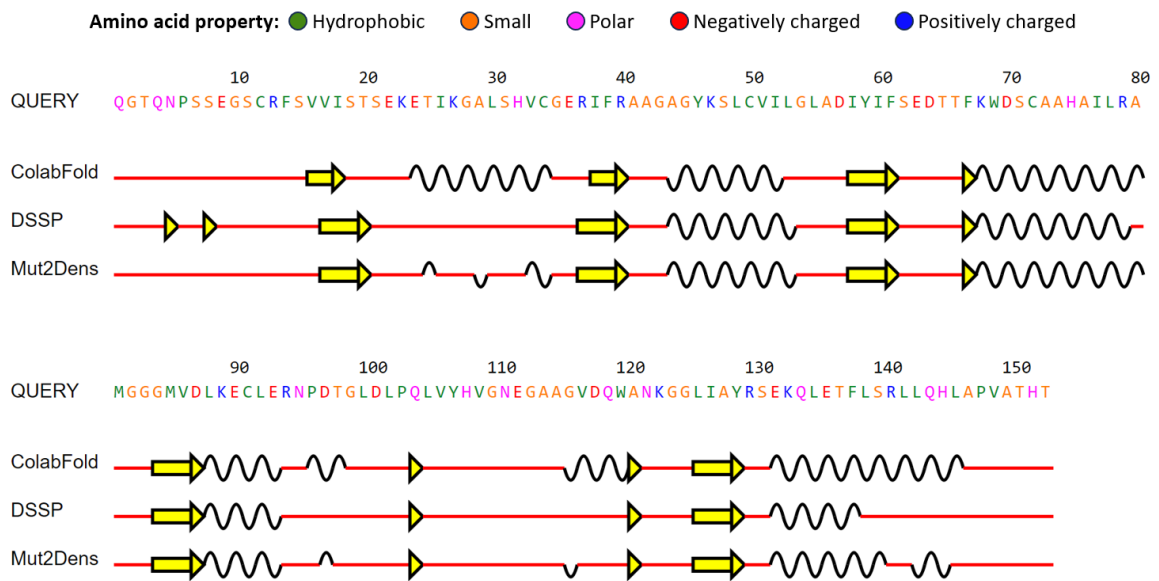 Amino acid property: Hydrophobic Small Polar Negatively charged Positively charged
10 20 30 40 50 60 70 80
QUERY QGTQNPSSEGSCRFSVVISTSEKETIKGALSHVCGERIFRAAGAGYKSLCVILGLADIYIFSEDTTFKWDSCAAHAILRA
ColabFold
DSSP
Mut2Dens
90 100 110 120 130 140 150
QUERY MGGGMVDLKECLERNPDTGLDLPQLVYHVGNEGAAGVDQWANKGGLIAYRSEKQLETFLSRLLQHLAPVATHT
ColabFold
DSSP
Mut2Dens